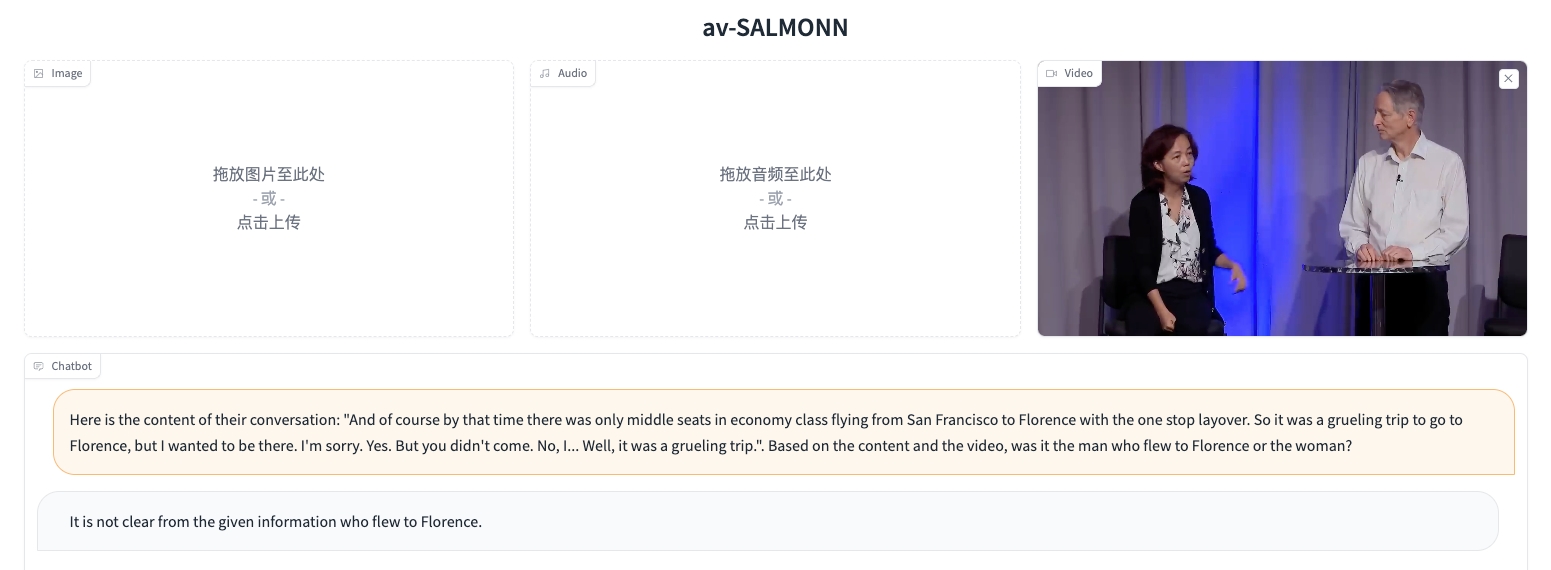 av-SALMONN
Image
Audio
Video
拖放图片至此处
- 或 -
点击上传
拖放音频至此处
- 或 -
点击上传
Chatbot
Here is the content of their conversation: "And of course by that time there was only middle seats in economy class flying from San Francisco to Florence with the one stop layover. So it was a grueling trip to go to
Florence, but I wanted to be there. I'm sorry. Yes. But you didn't come. No, I... Well, it was a grueling trip.". Based on the content and the video, was it the man who flew to Florence or the woman?
It is not clear from the given information who flew to Florence.